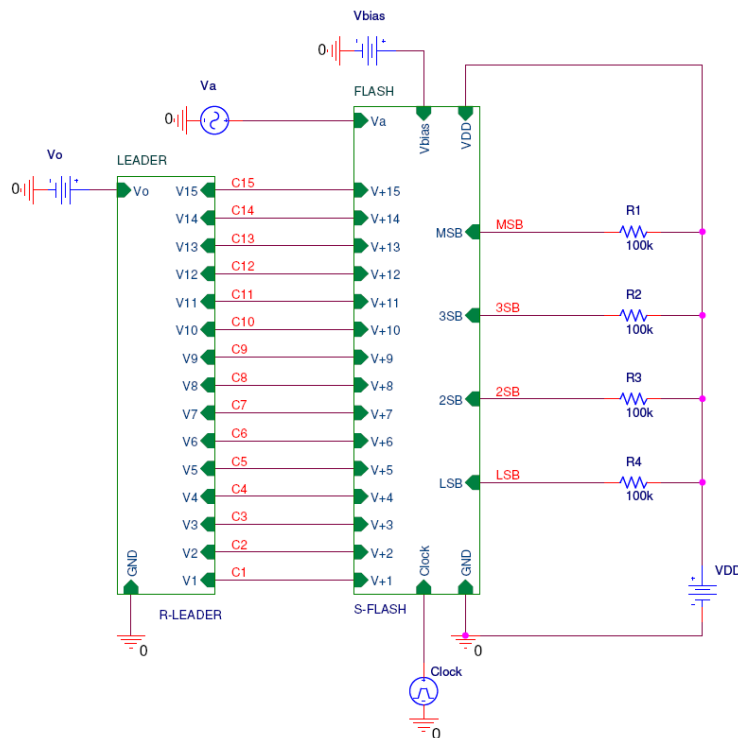 Vbias
0
Va
FLASH
0
Va
Vbias
VDD
Vo
LEADER
0
Vo
V15 C15 V+15
V14 C14 V+14
V13 C13 V+13
V12 C12 V+12
V11 C11 V+11
V10 C10 V+10
V9 C9 V+9
V8 C8 V+8
V7 C7 V+7
V6 C6 V+6
V5 C5 V+5
V4 C4 V+4
V3 C3 V+3
V2 C2 V+2
V1 C1 V+1
MSB MSB R1
100k
3SB 3SB R2
100k
2SB 2SB R3
100k
LSB LSB R4
100k
GND
Clock
GND
VDD
R-LEADER
S-FLASH
0
0
Clock
0